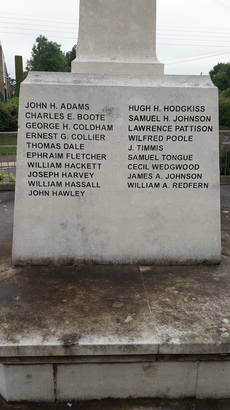 JOHN H. ADAMS
CHARLES E. BOOTE
GEORGE H. COLDHAM
ERNEST G. COLLIER
THOMAS DALE
EPHRAIM FLETCHER
WILLIAM HACKETT
JOSEPH HARVEY
WILLIAM HASSALL
JOHN HAWLEY
HUGH H. HODGKISS
SAMUEL H. JOHNSON
LAWRENCE PATTISON
WILFRED POOLE
J. TIMMIS
SAMUEL TONGUE
CECIL WEDGWOOD
JAMES A. JOHNSON
WILLIAM A. REDFERN